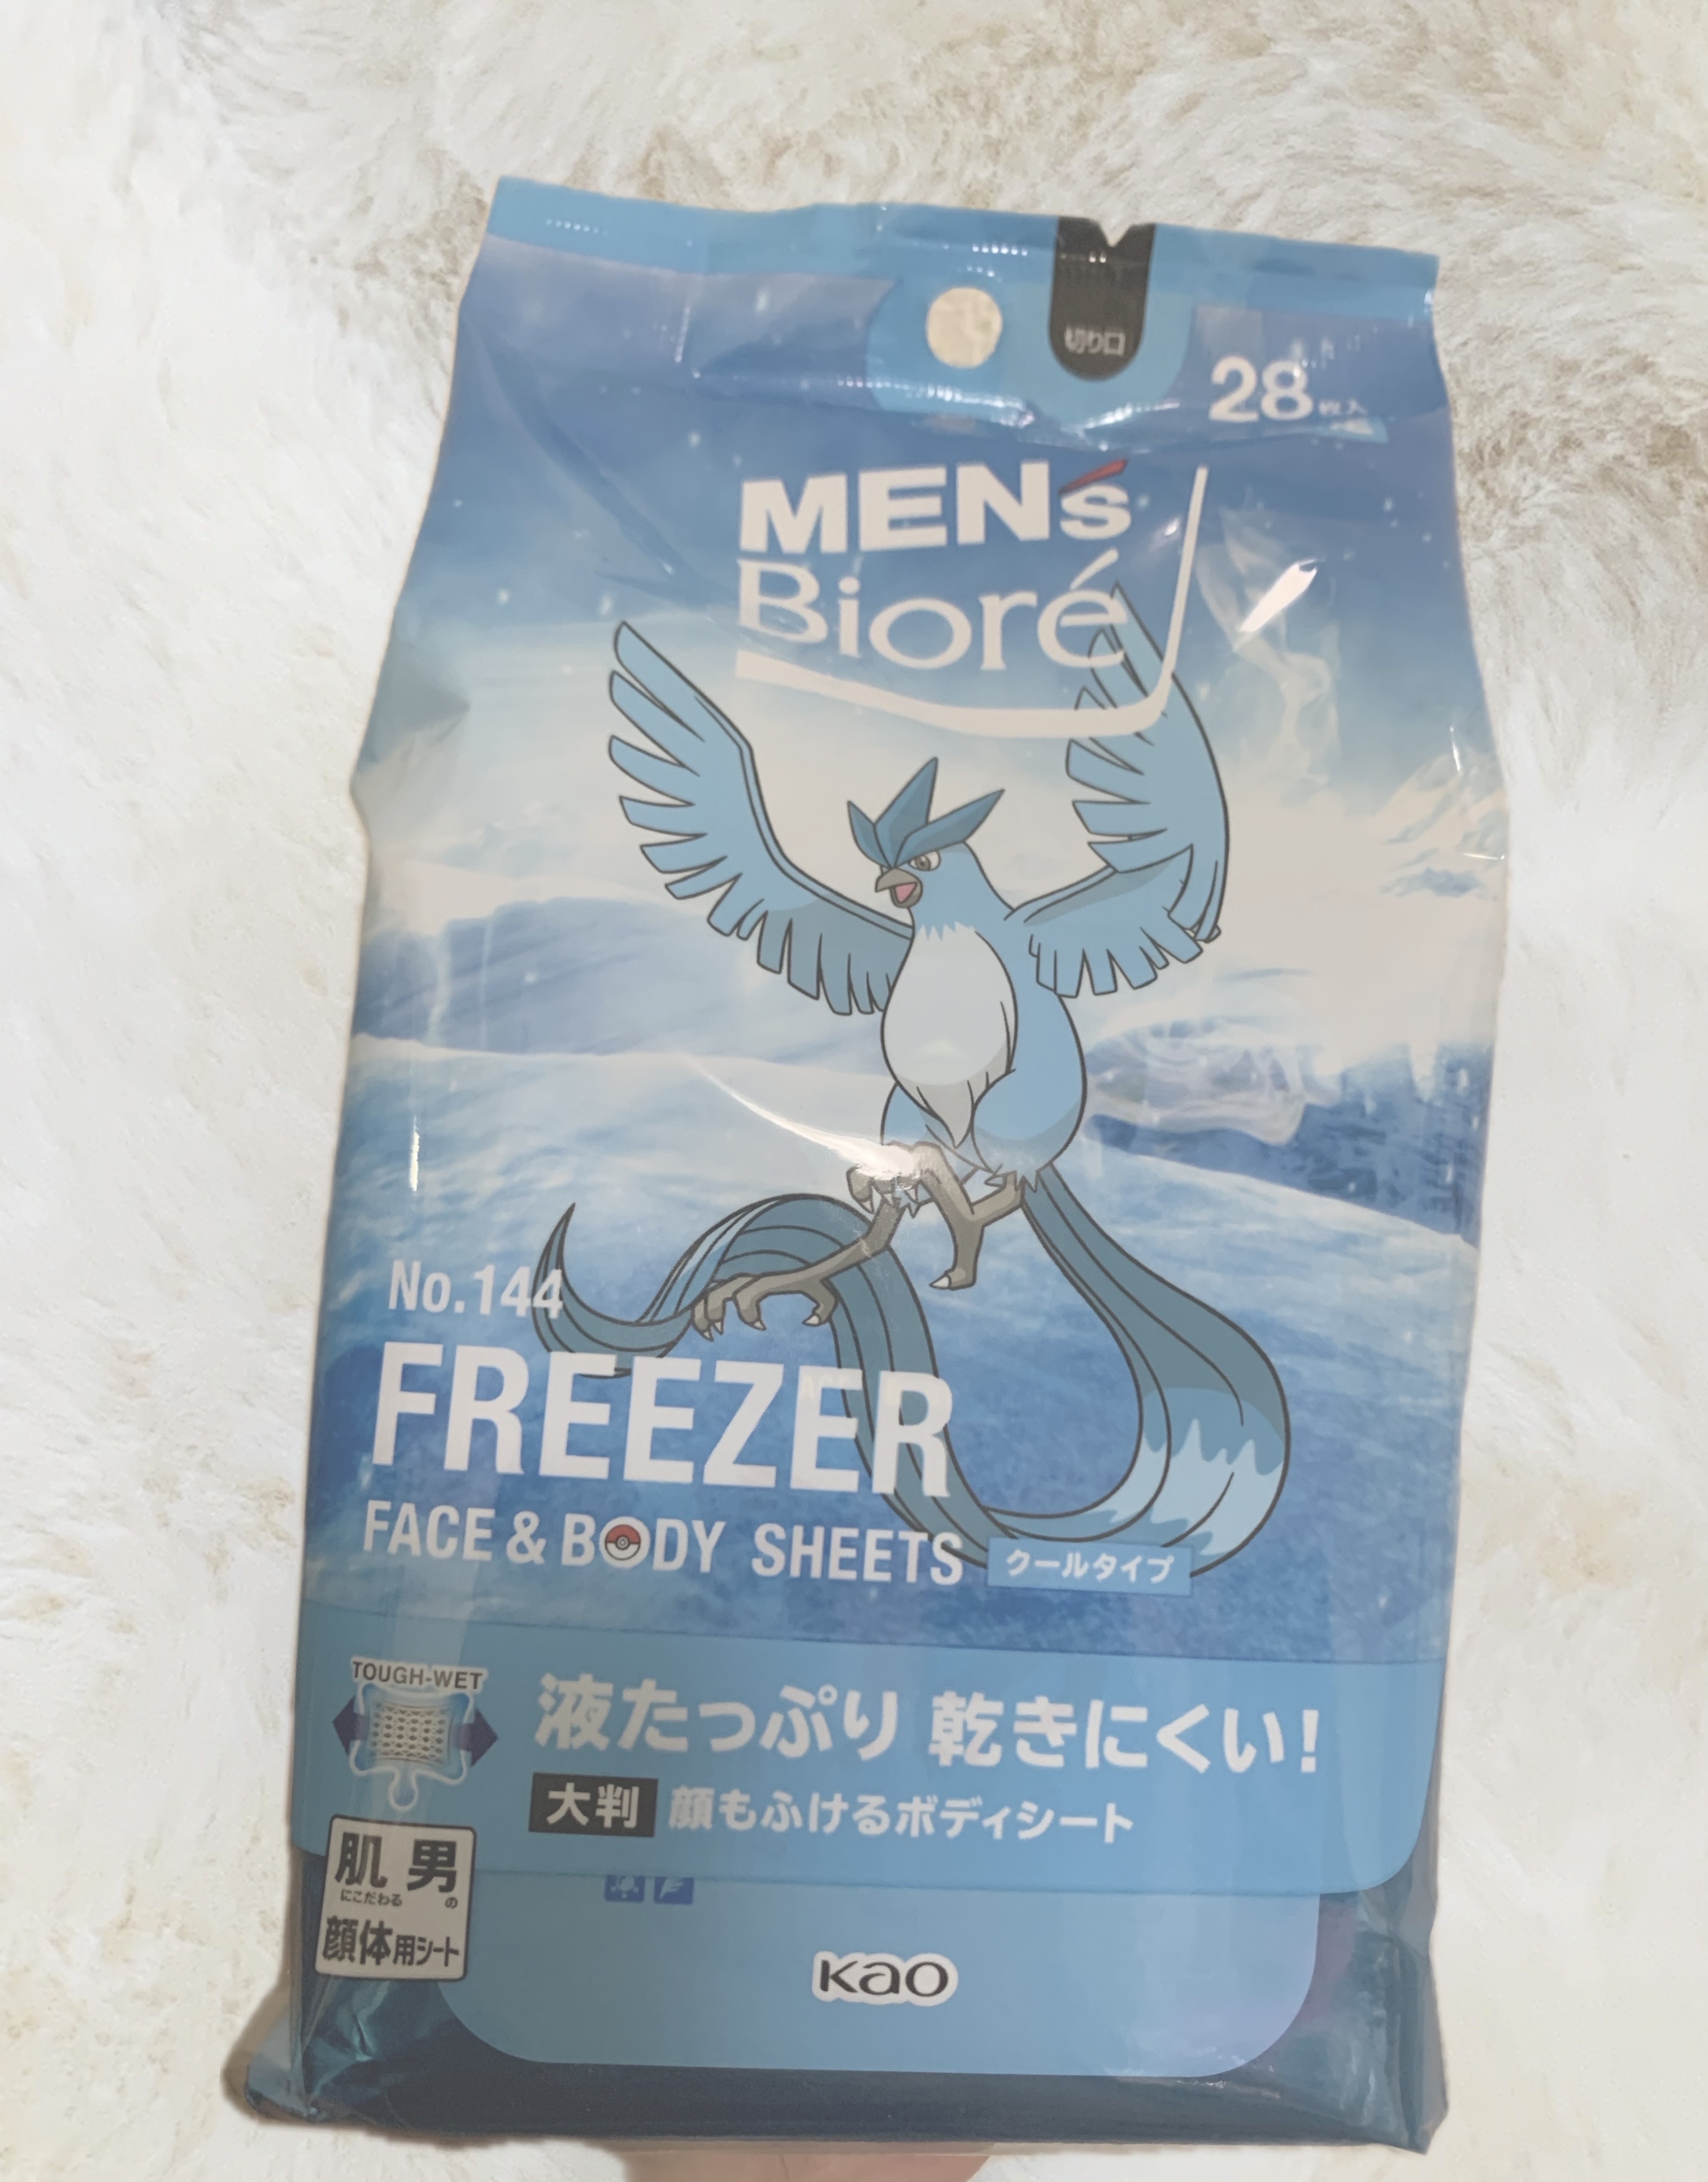 切り口
28枚入
MEN's
Bioré
No.144
FREEZER
FACE & BODY SHEETS クールタイプ
TOUGH-WET
液たっぷり 乾きにくい!
大判 顔もふけるボディシート
肌にこだわる男の
顔体用シート
Kao